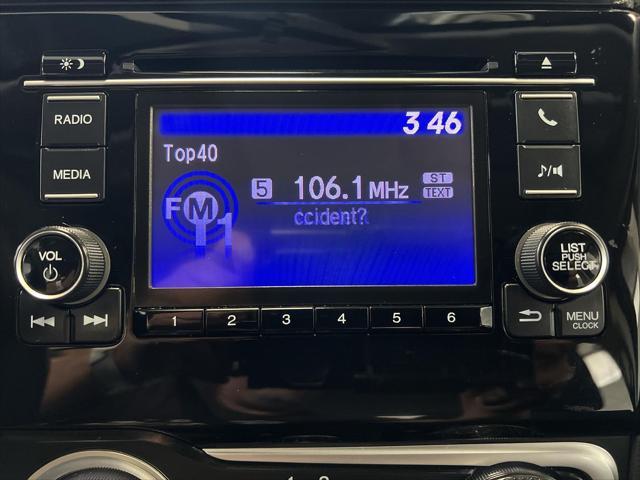 3 46
RADIO
Top40
5 106.1 MHz ST
TEXT
FM1
ccident?
MEDIA
VOL
LIST
PUSH
SELECT
1 2 3 4 5 6
MENU
CLOCK